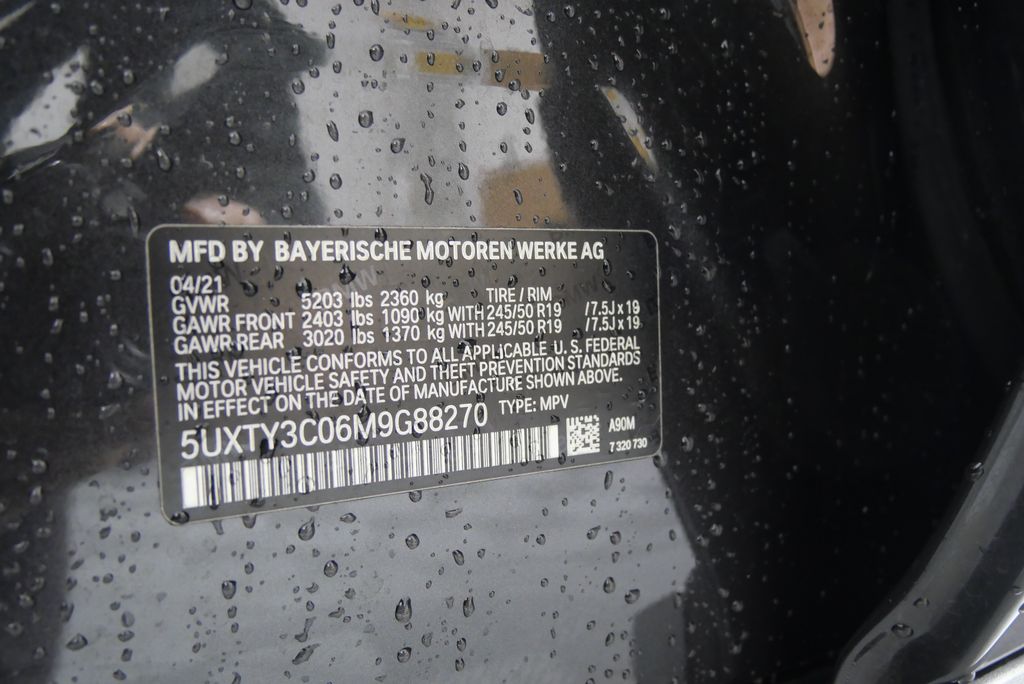 MFD BY BAYERISCHE MOTOREN WERKE AG
04/21
GVWR 5203 lbs 2360 kg TIRE / RIM
GAWR FRONT 2403 lbs 1090 kg WITH 245/50 R19 /7.5J x 19
GAWR REAR 3020 lbs 1370 kg WITH 245/50 R19 /7.5J x 19
THIS VEHICLE CONFORMS TO ALL APPLICABLE U.S. FEDERAL
MOTOR VEHICLE SAFETY AND THEFT PREVENTION STANDARDS
IN EFFECT ON THE DATE OF MANUFACTURE SHOWN ABOVE.
5UXTY3C06M9G88270 TYPE: MPV
A90M
7 320 730